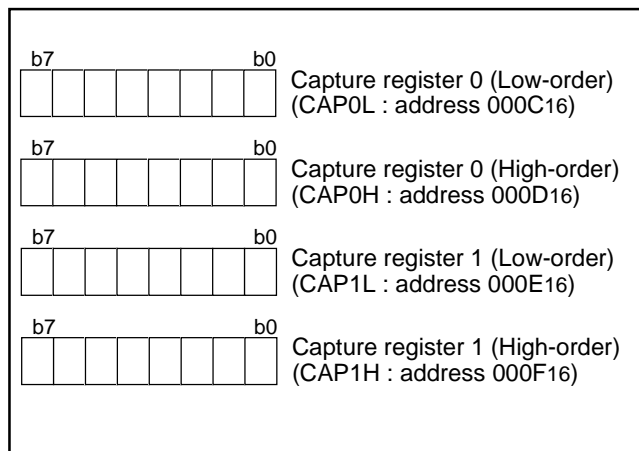 b7 b0
Capture register 0 (Low-order)
(CAP0L : address 000C16)
b7 b0
Capture register 0 (High-order)
(CAP0H : address 000D16)
b7 b0
Capture register 1 (Low-order)
(CAP1L : address 000E16)
b7 b0
Capture register 1 (High-order)
(CAP1H : address 000F16)